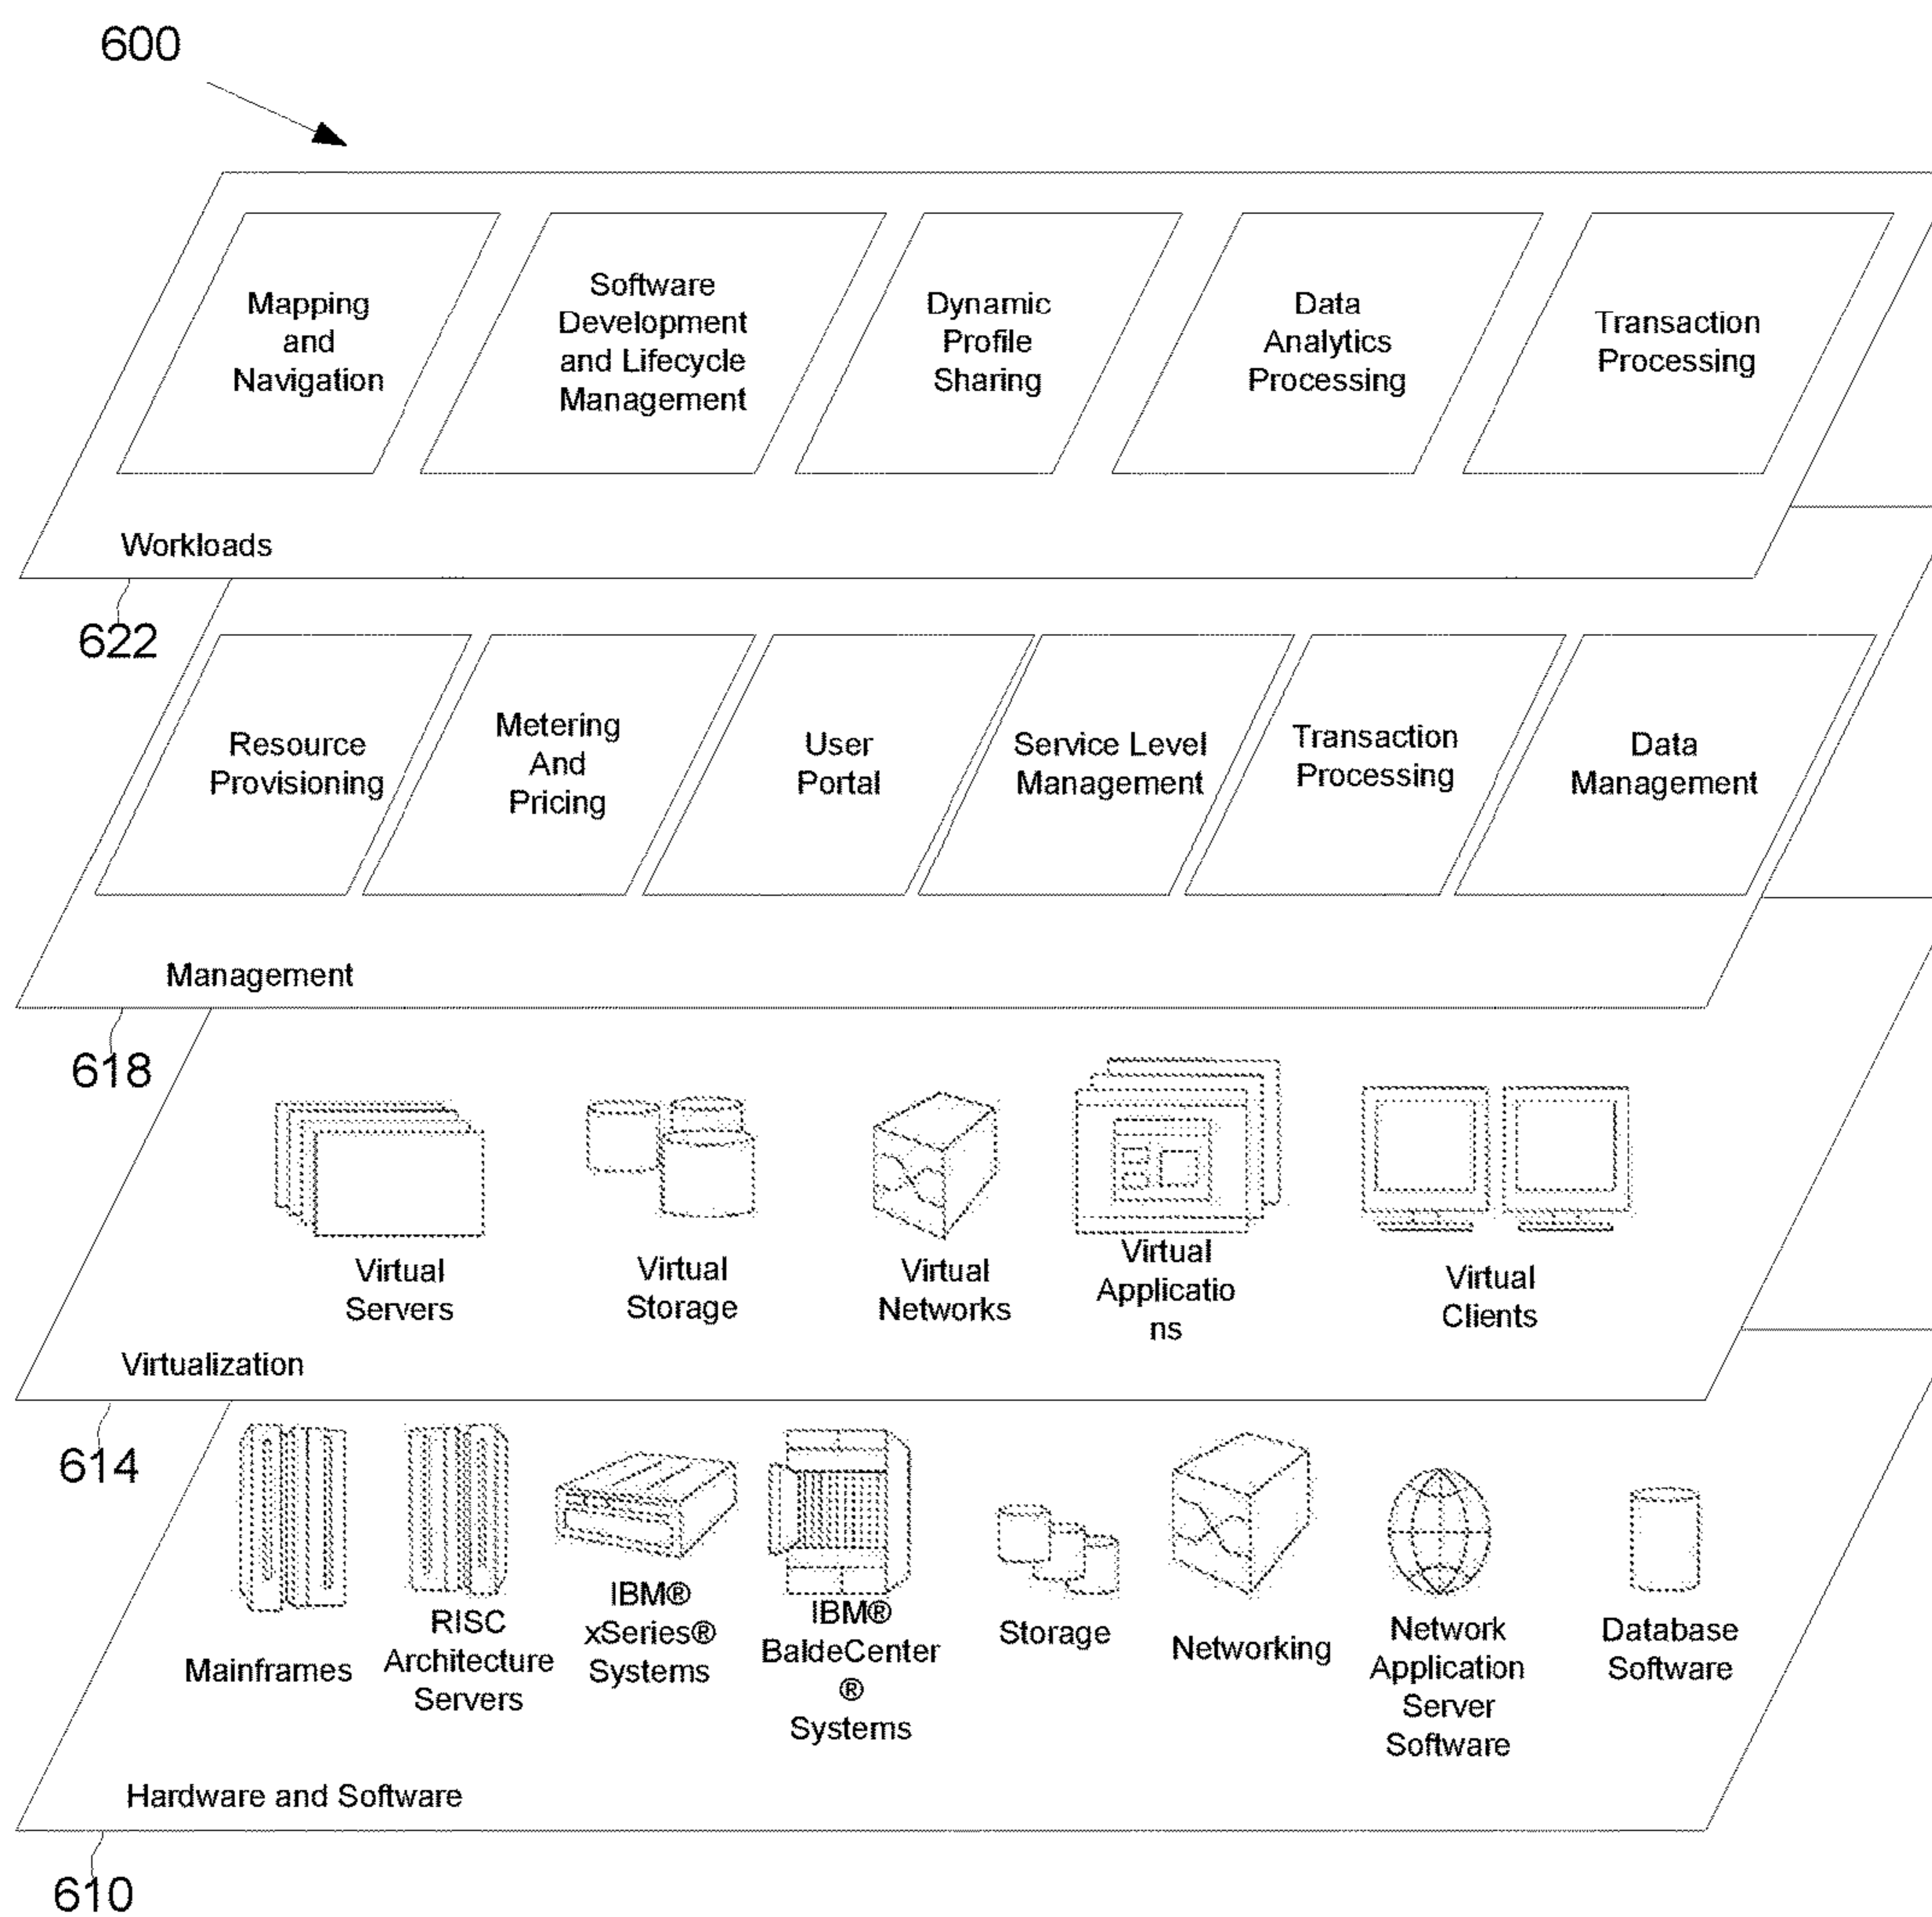 600
Mapping
and
Navigation
Software
Development
and Lifecycle
Management
Dynamic
Profile
Sharing
Data
Analytics
Processing
Transaction
Processing
Workloads
622
Resource
Provisioning
Metering
And
Pricing
User
Portal
Service Level
Management
Transaction
Processing
Data
Management
Management
618
Virtual
Servers
Virtual
Storage
Virtual
Networks
Virtual
Applicatio
ns
Virtual
Clients
Virtualization
614
Mainframes
RISC
Architecture
Servers
IBM®
xSeries®
Systems
IBM®
BaldeCenter
®
Systems
Storage
Networking
Network
Application
Server
Software
Database
Software
Hardware and Software
610